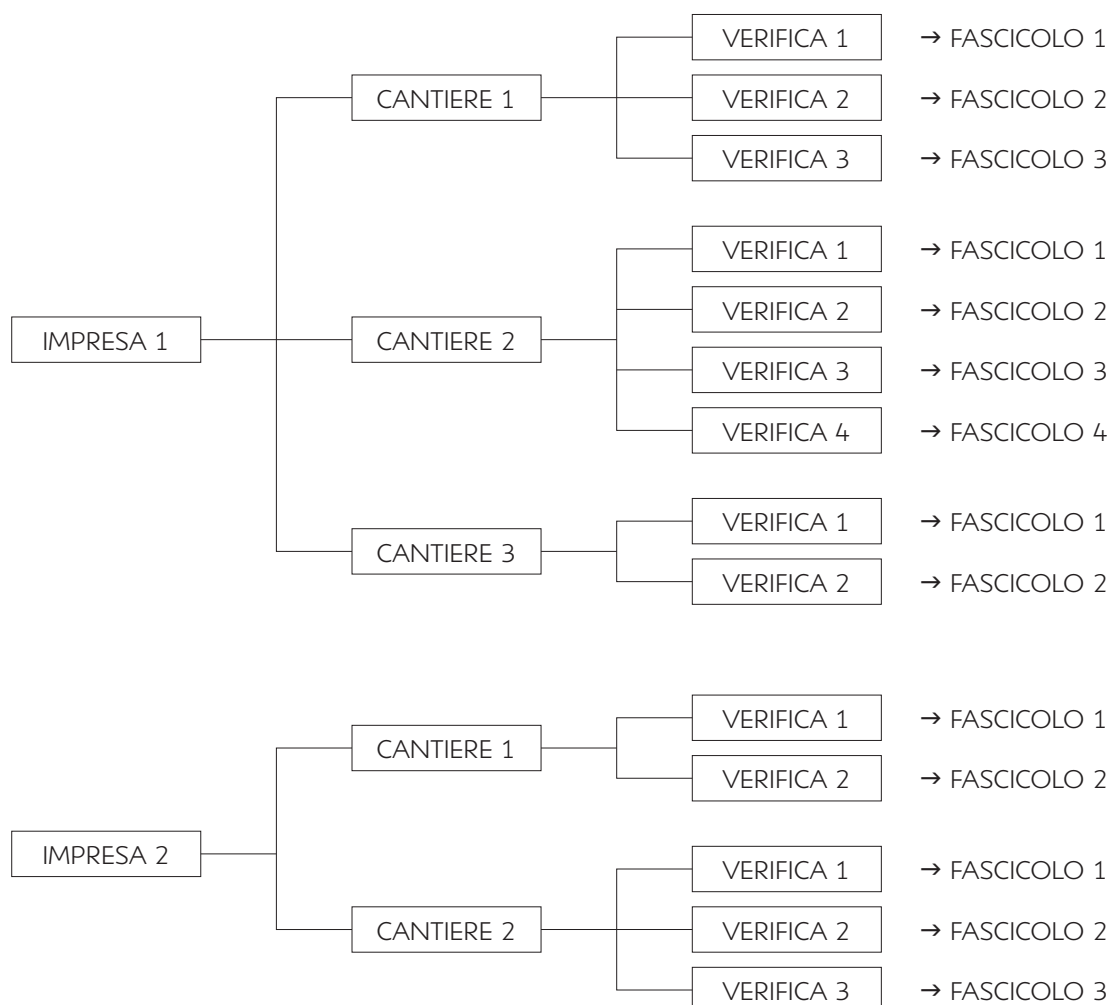 VERIFICA 1 → FASCICOLO 1
CANTIERE 1 VERIFICA 2 → FASCICOLO 2
VERIFICA 3 → FASCICOLO 3
VERIFICA 1 → FASCICOLO 1
VERIFICA 2 → FASCICOLO 2
IMPRESA 1 CANTIERE 2
VERIFICA 3 → FASCICOLO 3
VERIFICA 4 → FASCICOLO 4
VERIFICA 1 → FASCICOLO 1
CANTIERE 3
VERIFICA 2 → FASCICOLO 2
VERIFICA 1 → FASCICOLO 1
CANTIERE 1
VERIFICA 2 → FASCICOLO 2
IMPRESA 2
VERIFICA 1 → FASCICOLO 1
CANTIERE 2 VERIFICA 2 → FASCICOLO 2
VERIFICA 3 → FASCICOLO 3